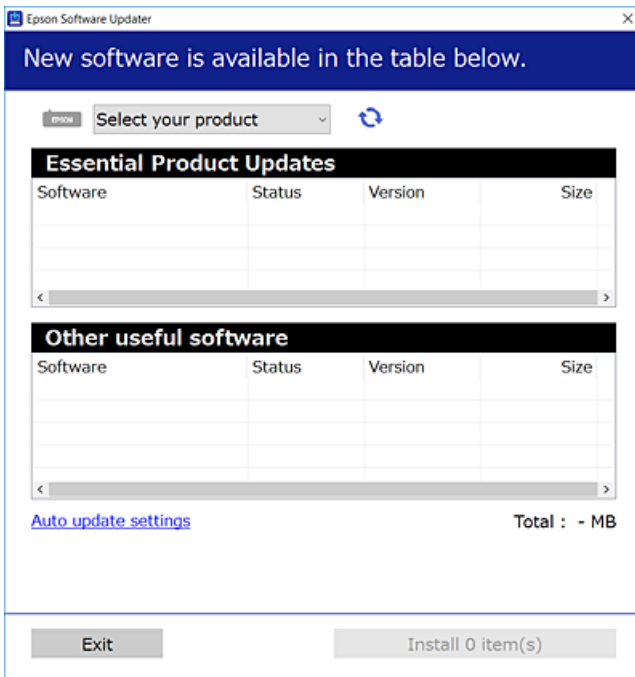 Epson Software Updater
New software is available in the table below.
EPSON Select your product
Essential Product Updates
Software Status Version Size
Other useful software
Software Status Version Size
Auto update settings Total : - MB
Exit Install 0 item(s)